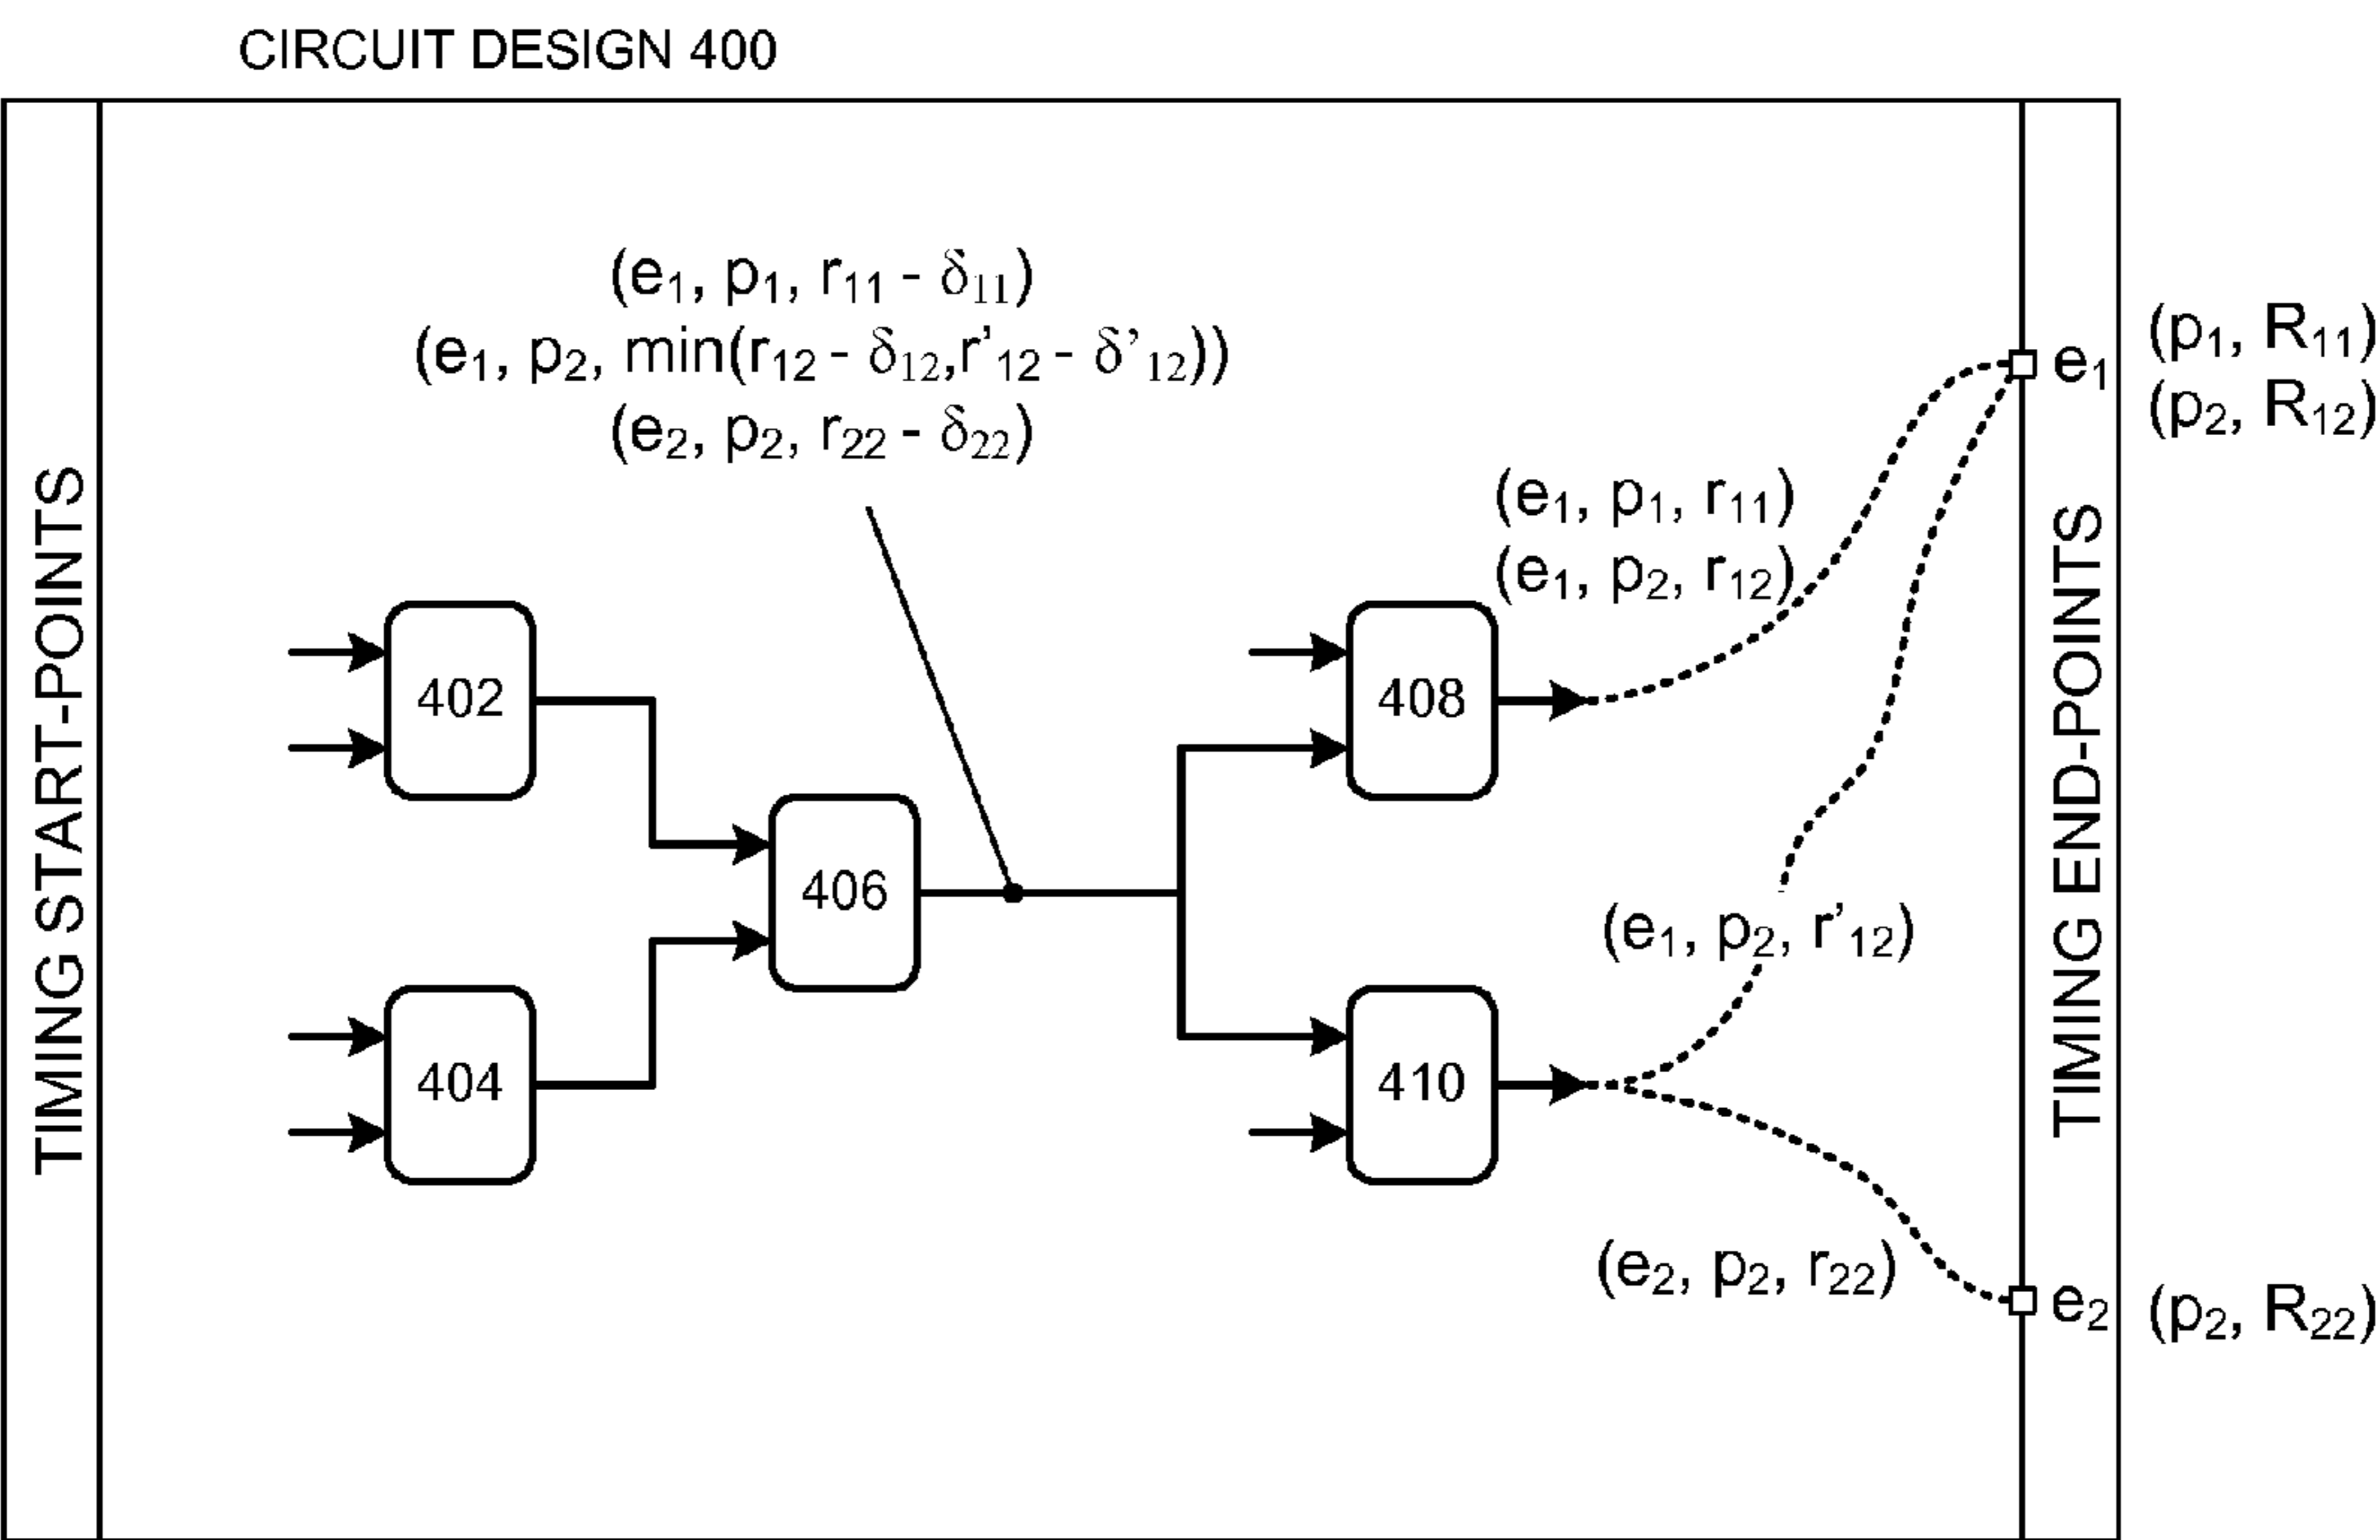 CIRCUIT DESIGN 400
TIMING START-POINTS
(e₁, p₁, r₁₁ - δ₁₁)
(e₁, p₂, min(r₁₂ - δ₁₂,r'₁₂ - δ'₁₂))
(e₂, p₂, r₂₂ - δ₂₂)
(e₁, p₁, r₁₁)
(e₁, p₂, r₁₂)
402
404
406
408
410
(e₁, p₂, r'₁₂)
(e₂, p₂, r₂₂)
TIMING END-POINTS
e₁
(p₁, R₁₁)
(p₂, R₁₂)
e₂
(p₂, R₂₂)